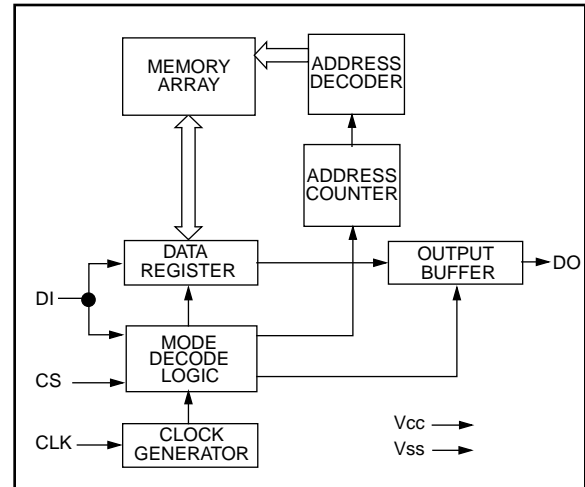 MEMORY
ARRAY
ADDRESS
DECODER
ADDRESS
COUNTER
DATA
REGISTER
OUTPUT
BUFFER
DO
DI
MODE
DECODE
LOGIC
CS
CLK
CLOCK
GENERATOR
Vcc
Vss